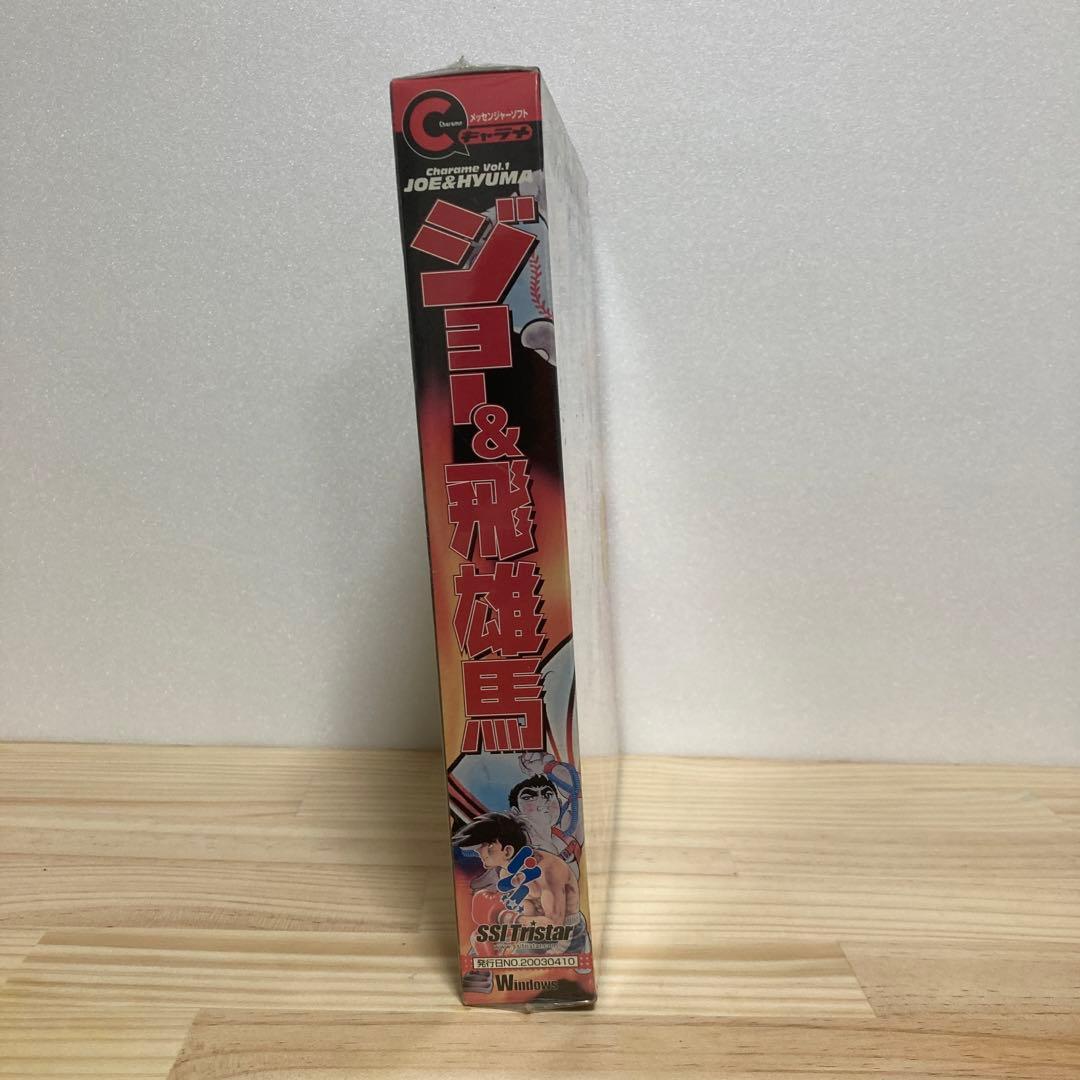 C
Charame
メッセンジャーソフト
キャラメ
Charame Vol.1
JOE&HYUMA
ジョー&飛雄馬
SSI Tristar
発行日NO.20030410
Windows